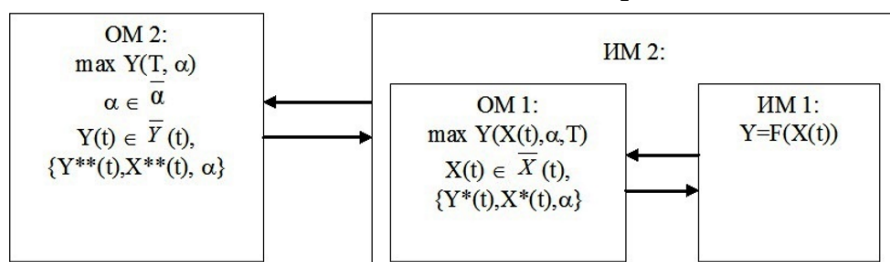 ОМ 2:
max Y(T, α)
α ∈ α̅
Y(t) ∈ Y̅ (t),
{Y**(t),X**(t), α}
ИМ 2:
ОМ 1:
max Y(X(t),α,T)
X(t) ∈ X̅ (t),
{Y*(t),X*(t),α}
ИМ 1:
Y=F(X(t))